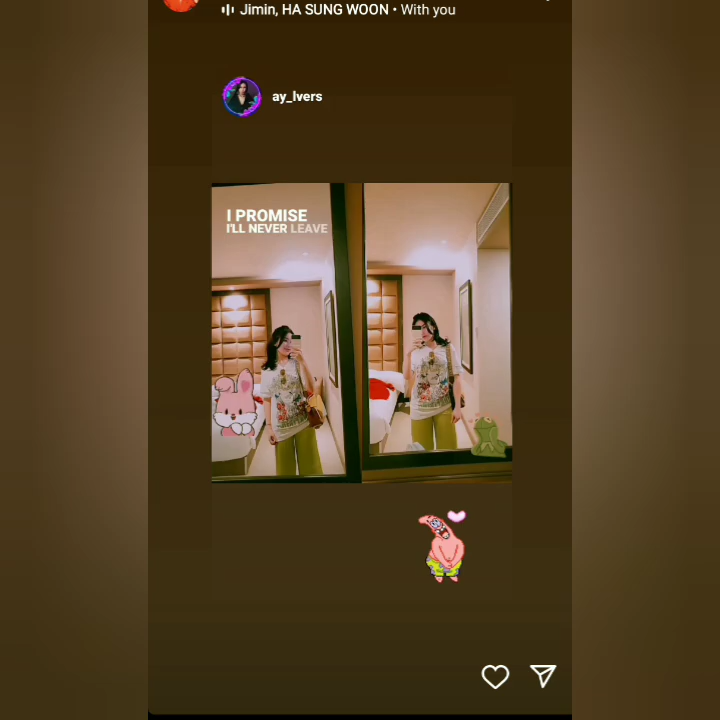 Jimin, HA SUNG WOON • With you
ay_lvers
I PROMISE
I'LL NEVER LEAVE